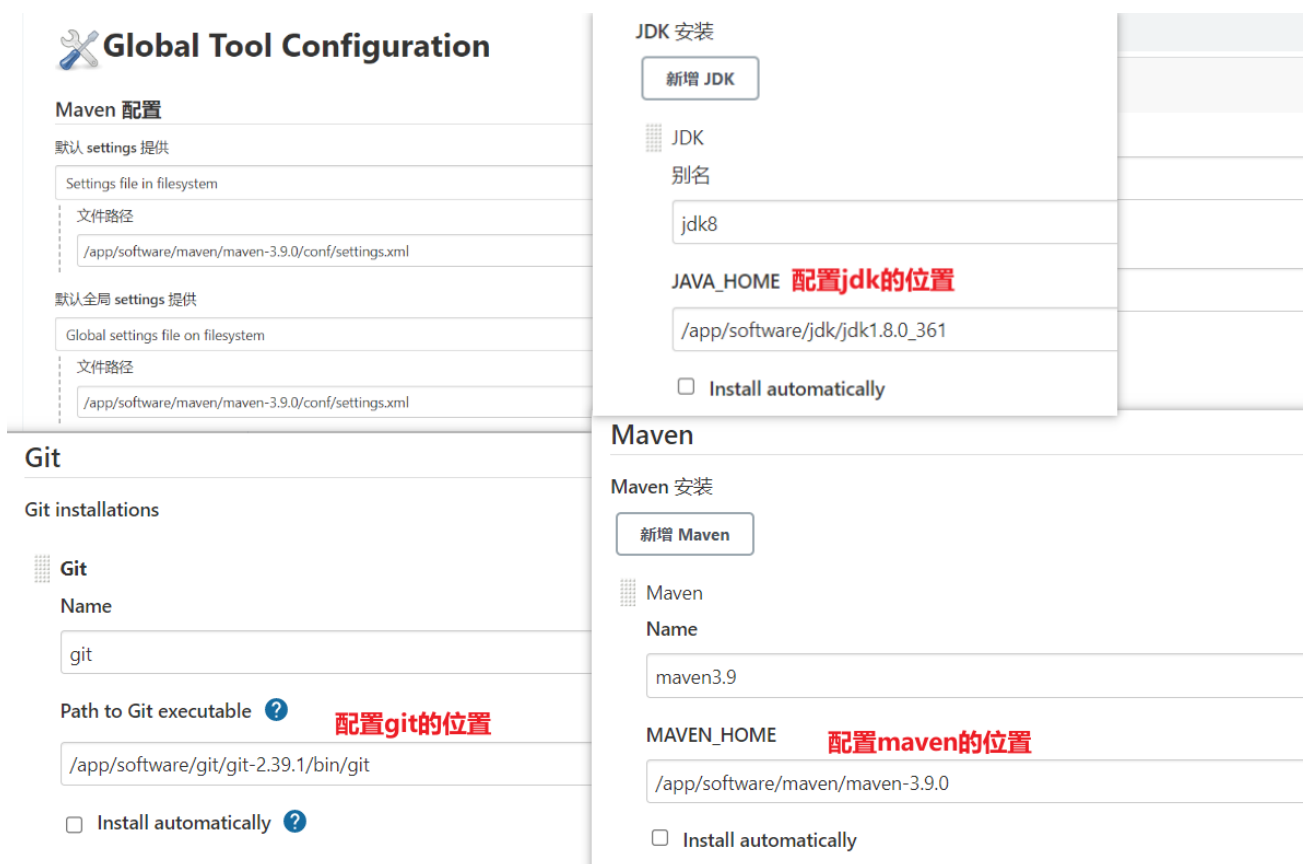 Global Tool Configuration
Maven 配置
默认 settings 提供
Settings file in filesystem
文件路径
/app/software/maven/maven-3.9.0/conf/settings.xml
默认全局 settings 提供
Global settings file on filesystem
文件路径
/app/software/maven/maven-3.9.0/conf/settings.xml
JDK 安装
新增 JDK
JDK
别名
jdk8
JAVA_HOME 配置jdk的位置
/app/software/jdk/jdk1.8.0_361
Install automatically
Git
Git installations
Git
Name
git
Path to Git executable ?
配置git的位置
/app/software/git/git-2.39.1/bin/git
Install automatically ?
Maven
Maven 安装
新增 Maven
Maven
Name
maven3.9
MAVEN_HOME
配置maven的位置
/app/software/maven/maven-3.9.0
Install automatically